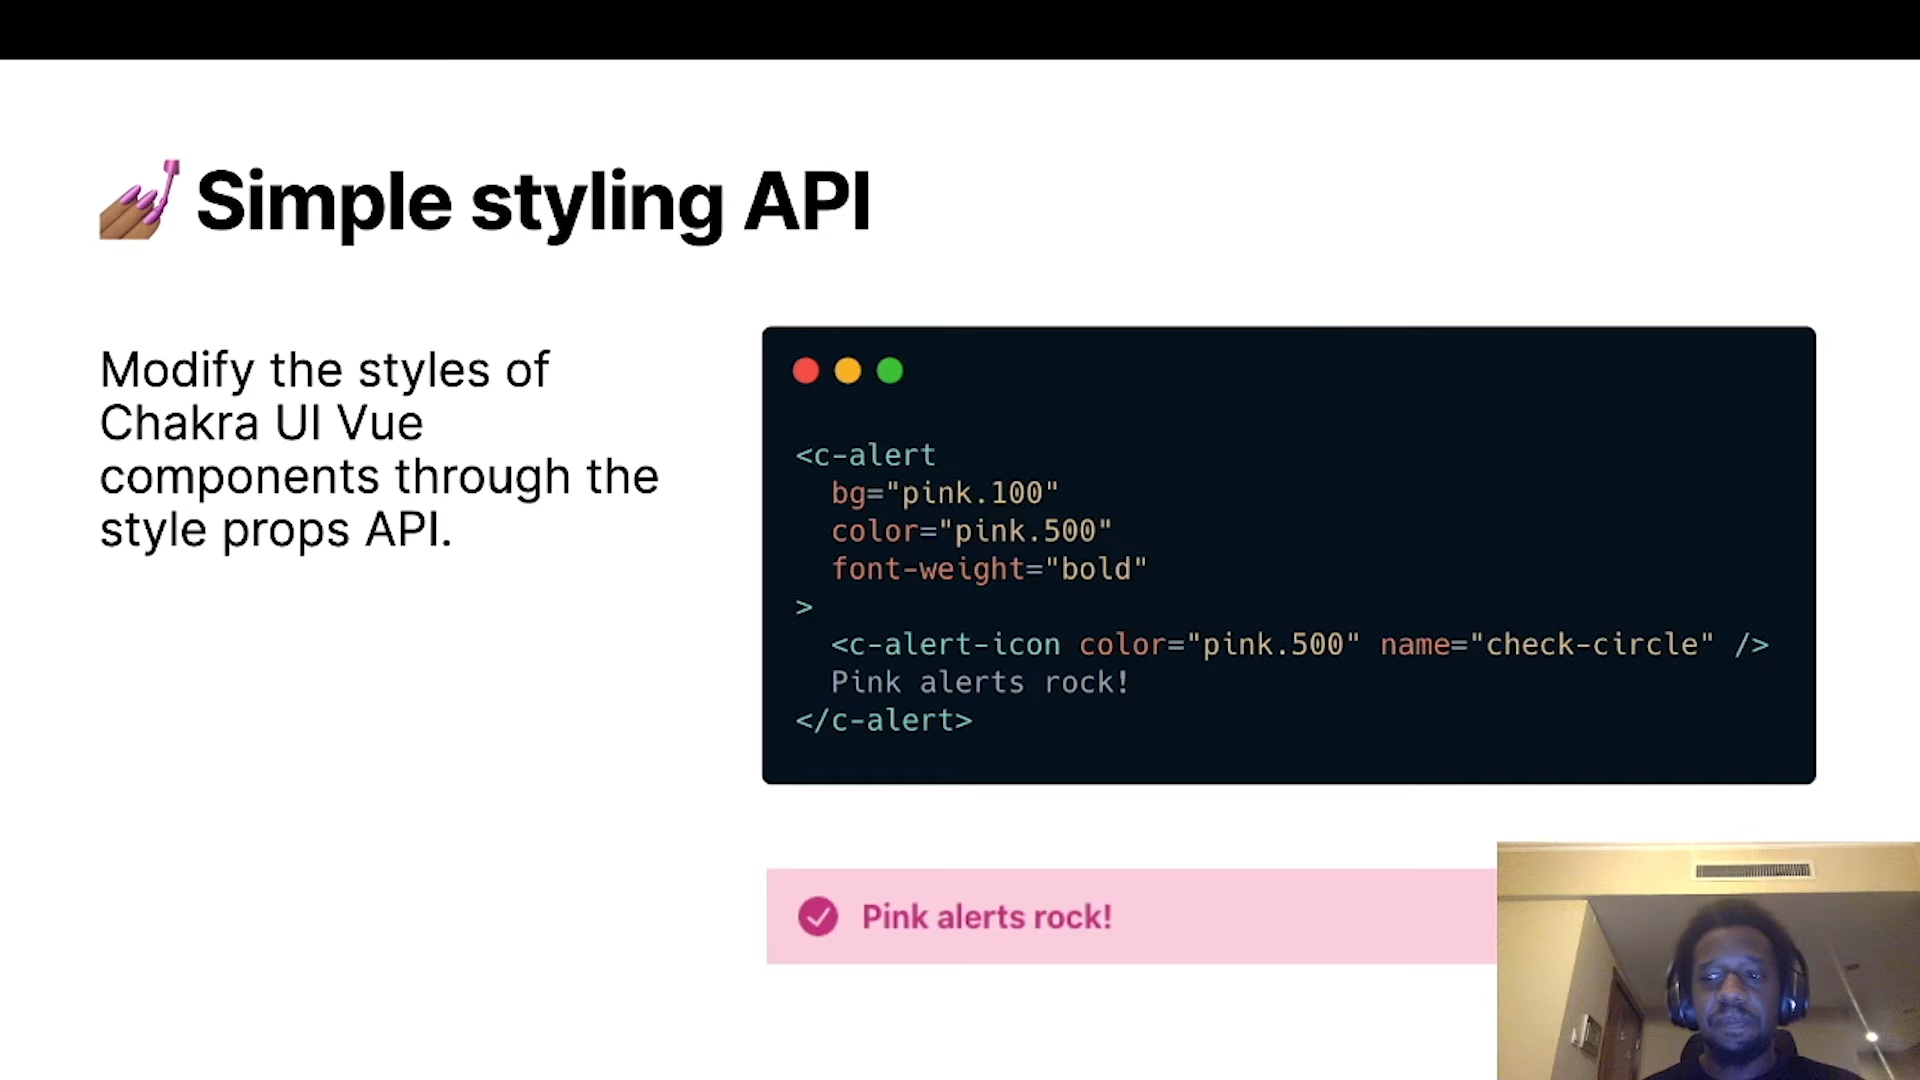 Simple styling API
Modify the styles of
Chakra UI Vue
components through the
style props API.
<c-alert
  bg="pink.100"
  color="pink.500"
  font-weight="bold"
>
  <c-alert-icon color="pink.500" name="check-circle" />
  Pink alerts rock!
</c-alert>
Pink alerts rock!